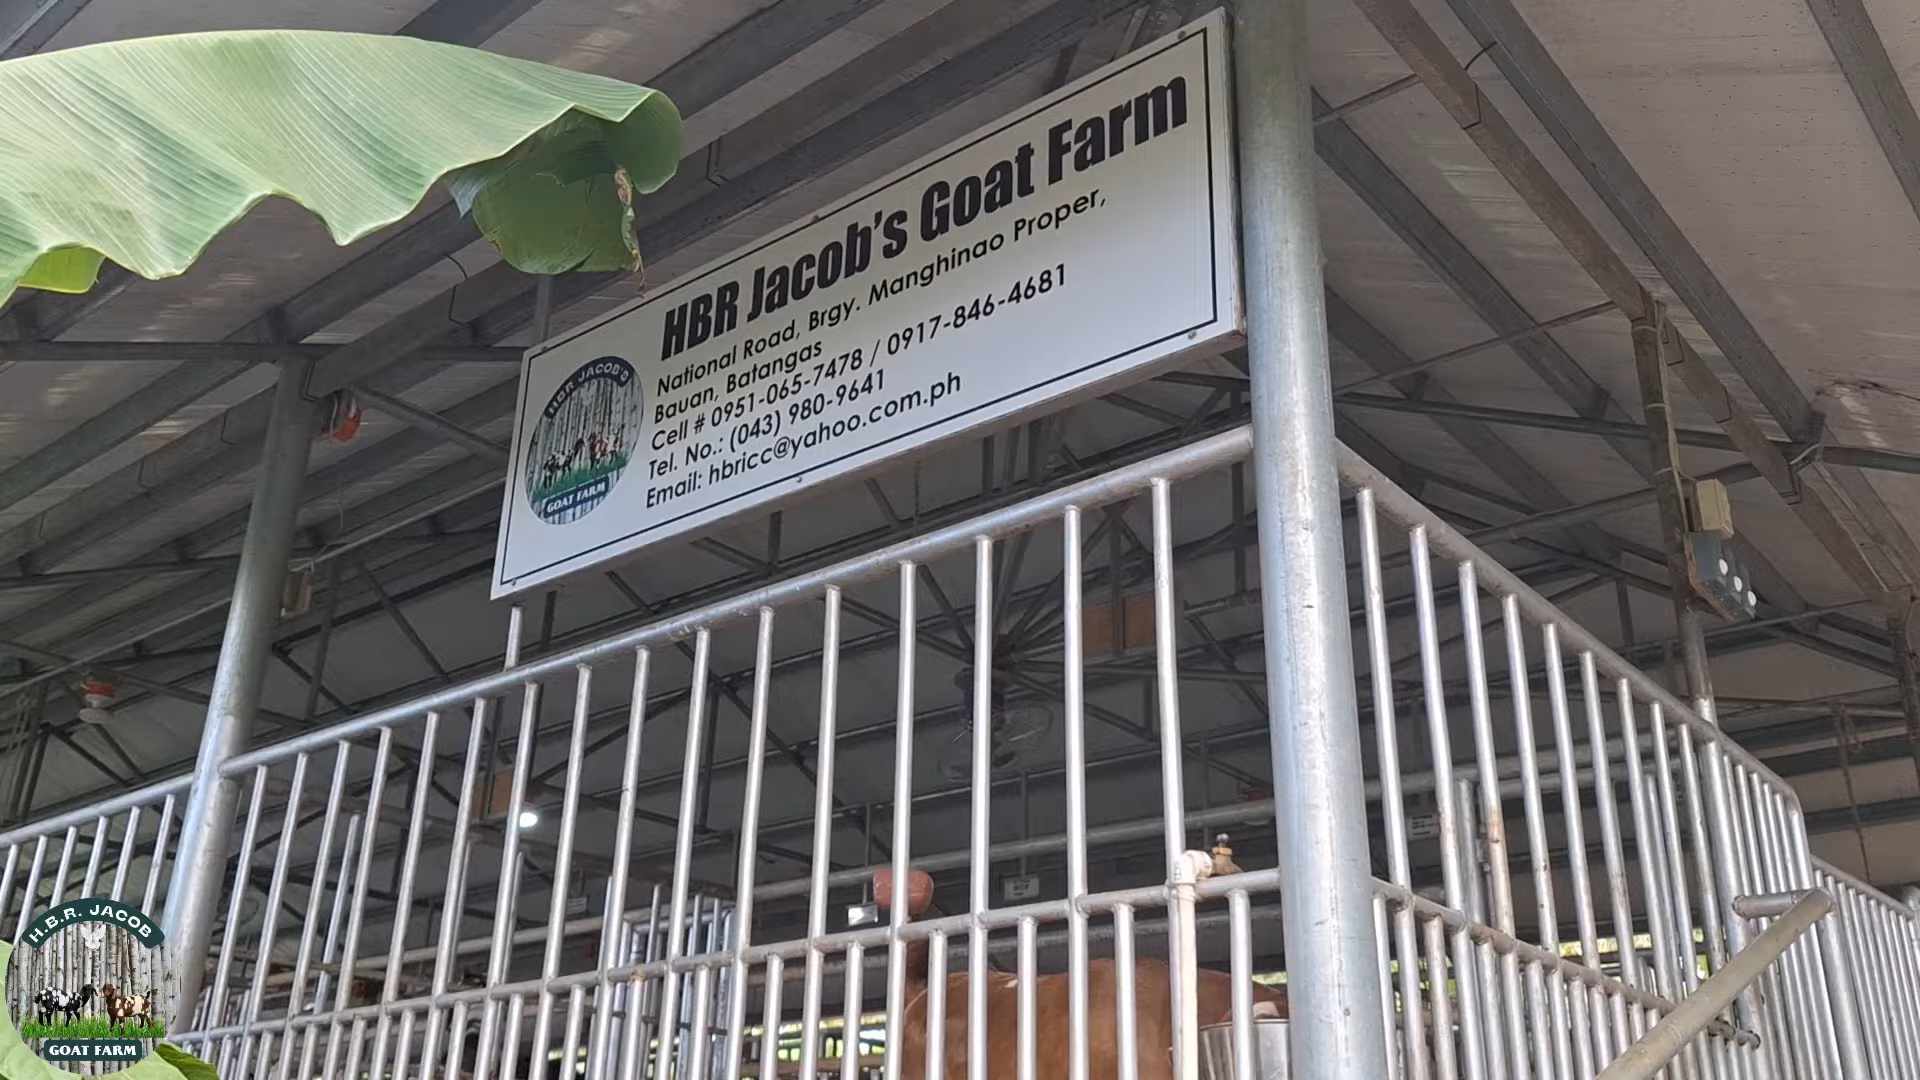 HBR Jacob's Goat Farm
National Road, Brgy. Manghinao Proper,
Bauan, Batangas
Cell # 0951-065-7478 / 0917-846-4681
Tel. No.: (043) 980-9641
Email: hbricc@yahoo.com.ph
HBR JACOB'S
GOAT FARM
H.B.R. JACOB
GOAT FARM